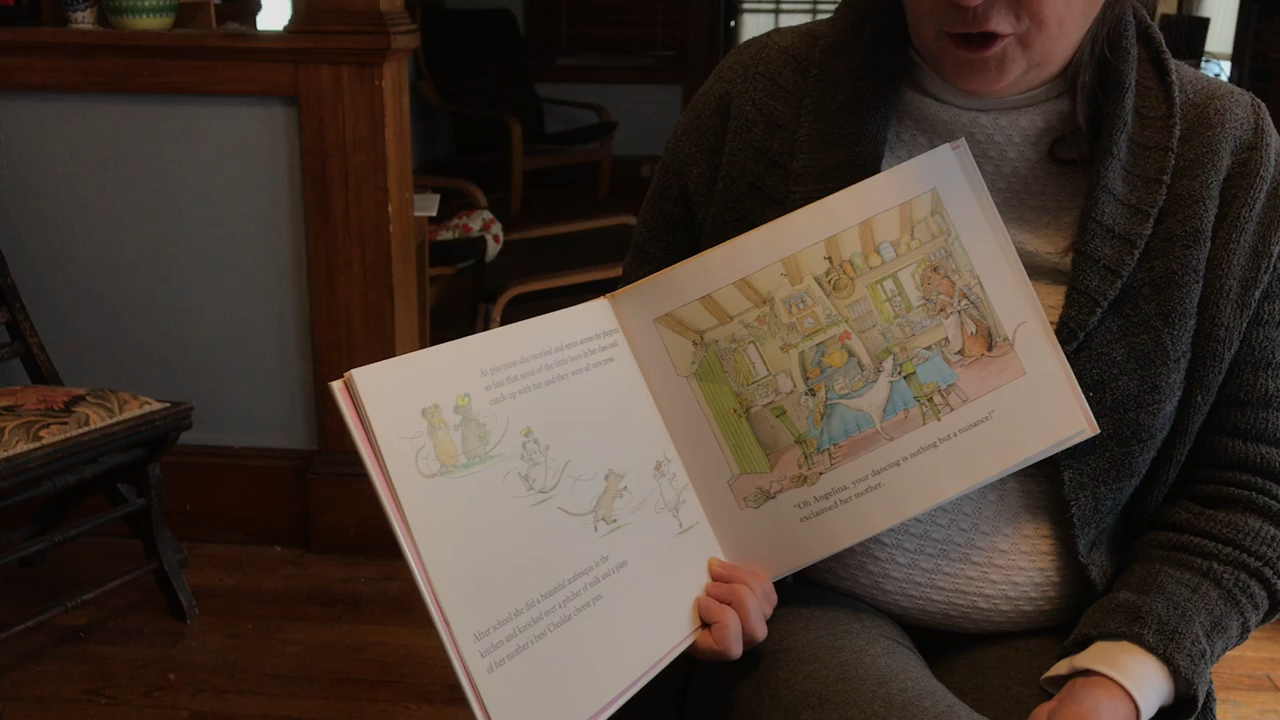 At playtime she twirled and spun across the playground
so fast that none of the little boys in her class could
catch up with her and they were all very cross.
After school she did a beautiful arabesque in the
kitchen and knocked over a pitcher of milk and a plate
of her mother's best Cheddar cheese pies.
"Oh Angelina, your dancing is nothing but a nuisance!"
exclaimed her mother.